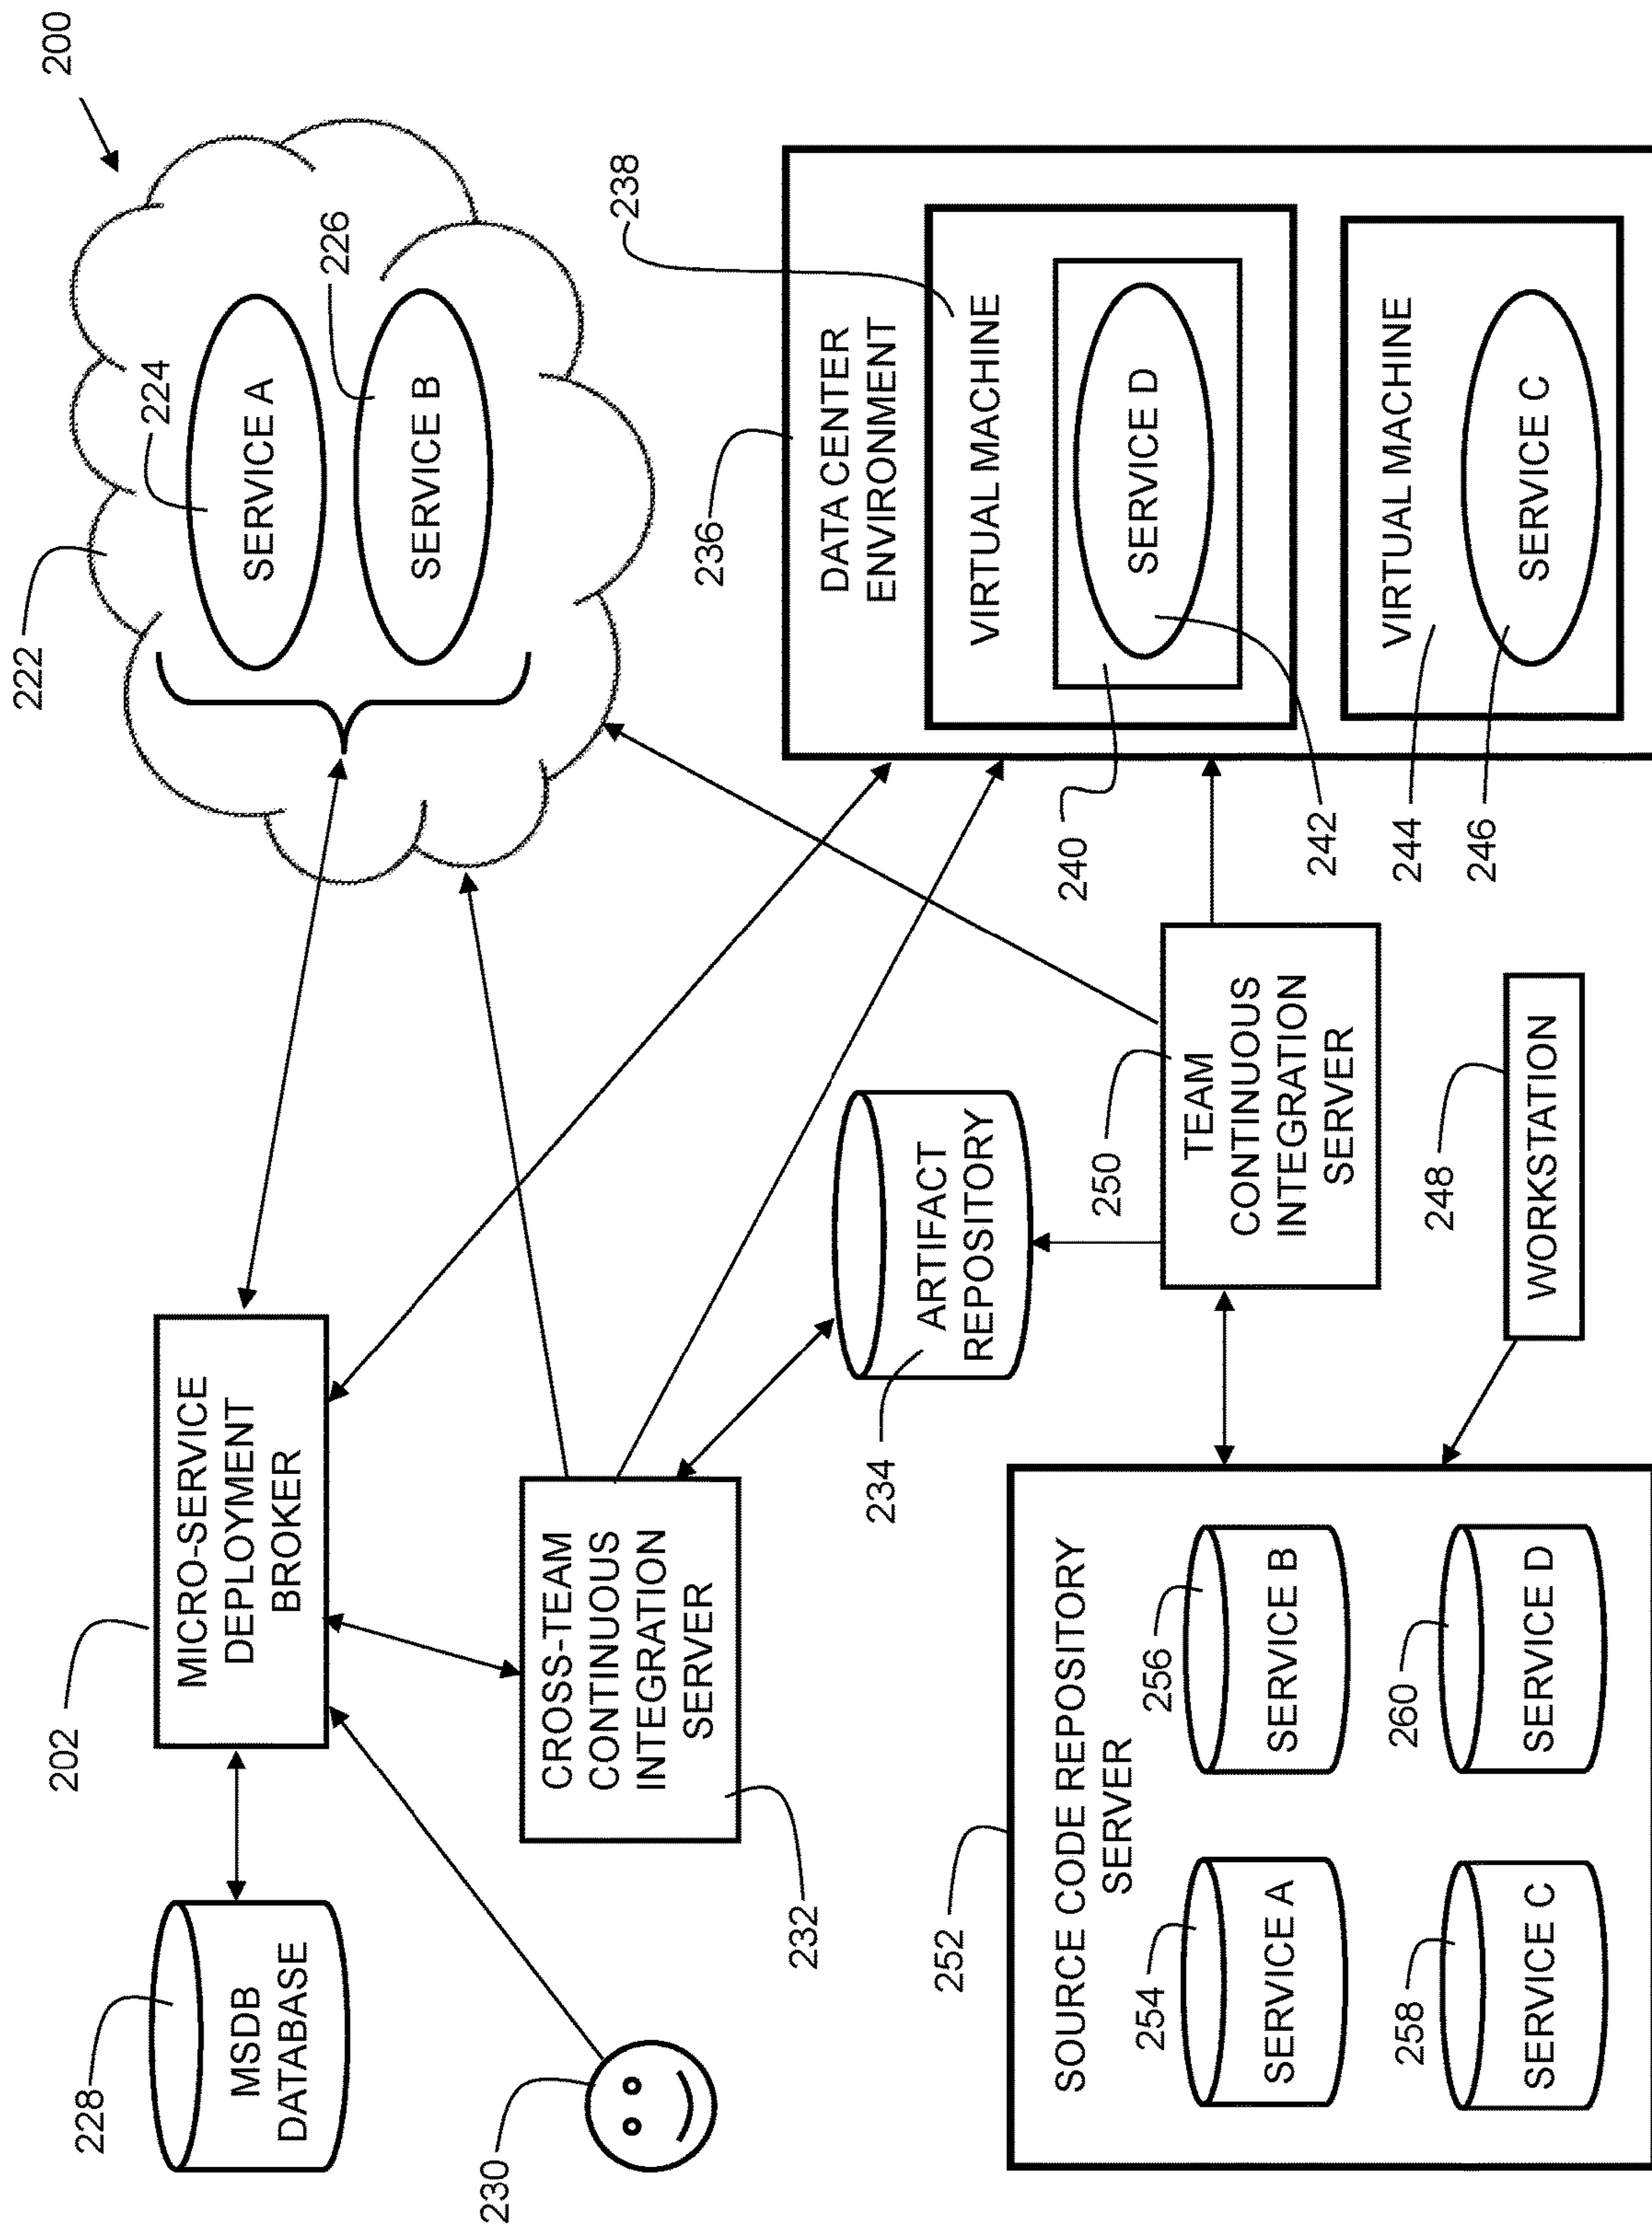 200
222
224
SERVICE A
226
SERVICE B
202
MICRO-SERVICE
DEPLOYMENT
BROKER
228
MSDB
DATABASE
230
CROSS-TEAM
CONTINUOUS
INTEGRATION
SERVER
232
234
ARTIFACT
REPOSITORY
236
DATA CENTER
ENVIRONMENT
238
VIRTUAL MACHINE
SERVICE D
240
242
VIRTUAL MACHINE
SERVICE C
244
246
250
TEAM
CONTINUOUS
INTEGRATION
SERVER
248
WORKSTATION
252
SOURCE CODE REPOSITORY
SERVER
254
SERVICE A
256
SERVICE B
258
SERVICE C
260
SERVICE D